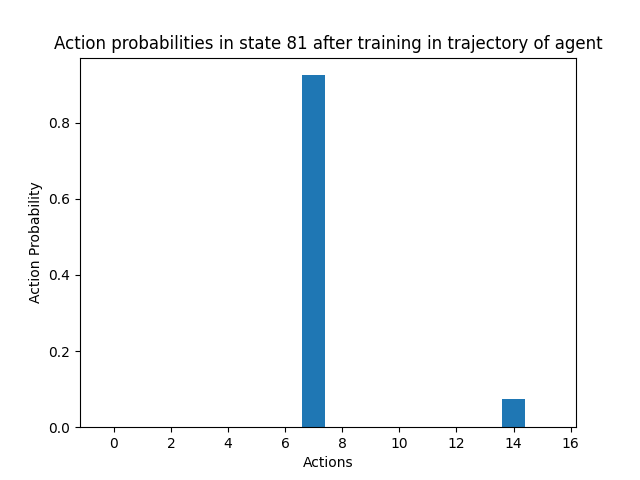 Action probabilities in state 81 after training in trajectory of agent
Action Probability
0.8
0.6
0.4
0.2
0.0
0 2 4 6 8 10 12 14 16
Actions